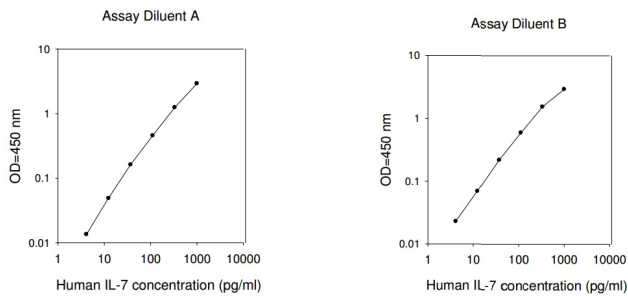 Assay Diluent A
10
1
0.1
0.01
OD=450 nm
1 10 100 1000 10000
Human IL-7 concentration (pg/ml)
Assay Diluent B
10
1
0.1
0.01
OD=450 nm
1 10 100 1000 10000
Human IL-7 concentration (pg/ml)